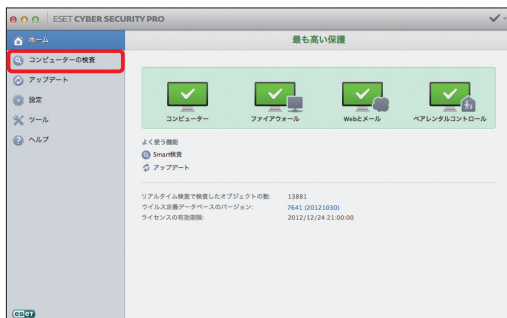 ESET CYBER SECURITY PRO
ホーム
コンピューターの検査
アップデート
設定
ツール
ヘルプ
最も高い保護
コンピューター
ファイアウォール
Webとメール
ペアレンタルコントロール
よく使う機能
Smart検査
アップデート
リアルタイム検査で検査したオブジェクトの数: 13881
ウイルス定義データベースのバージョン: 7641 (20121030)
ライセンスの有効期限: 2012/12/24 21:00:00
eset